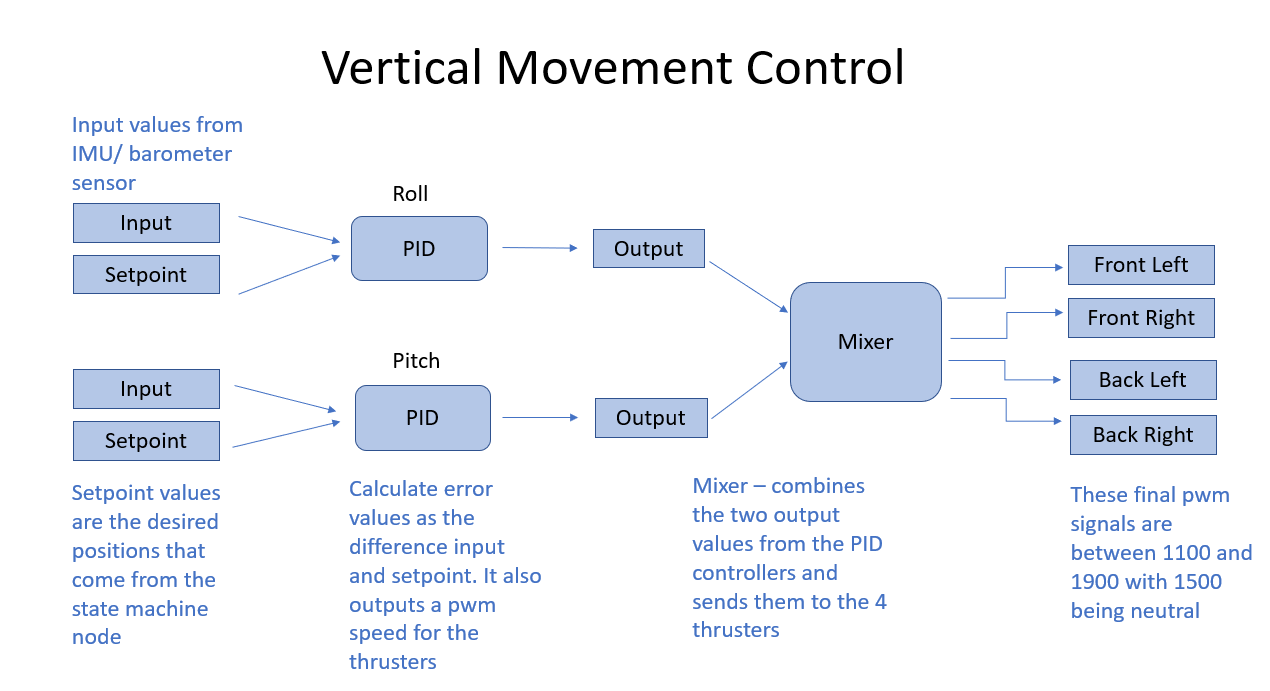 Vertical Movement Control
Input values from
IMU/ barometer
sensor
Input
Setpoint
Roll
PID
Output
Input
Setpoint
Pitch
PID
Output
Mixer
Front Left
Front Right
Back Left
Back Right
Setpoint values
are the desired
positions that
come from the
state machine
node
Calculate error
values as the
difference input
and setpoint. It also
outputs a pwm
speed for the
thrusters
Mixer – combines
the two output
values from the PID
controllers and
sends them to the 4
thrusters
These final pwm
signals are
between 1100 and
1900 with 1500
being neutral